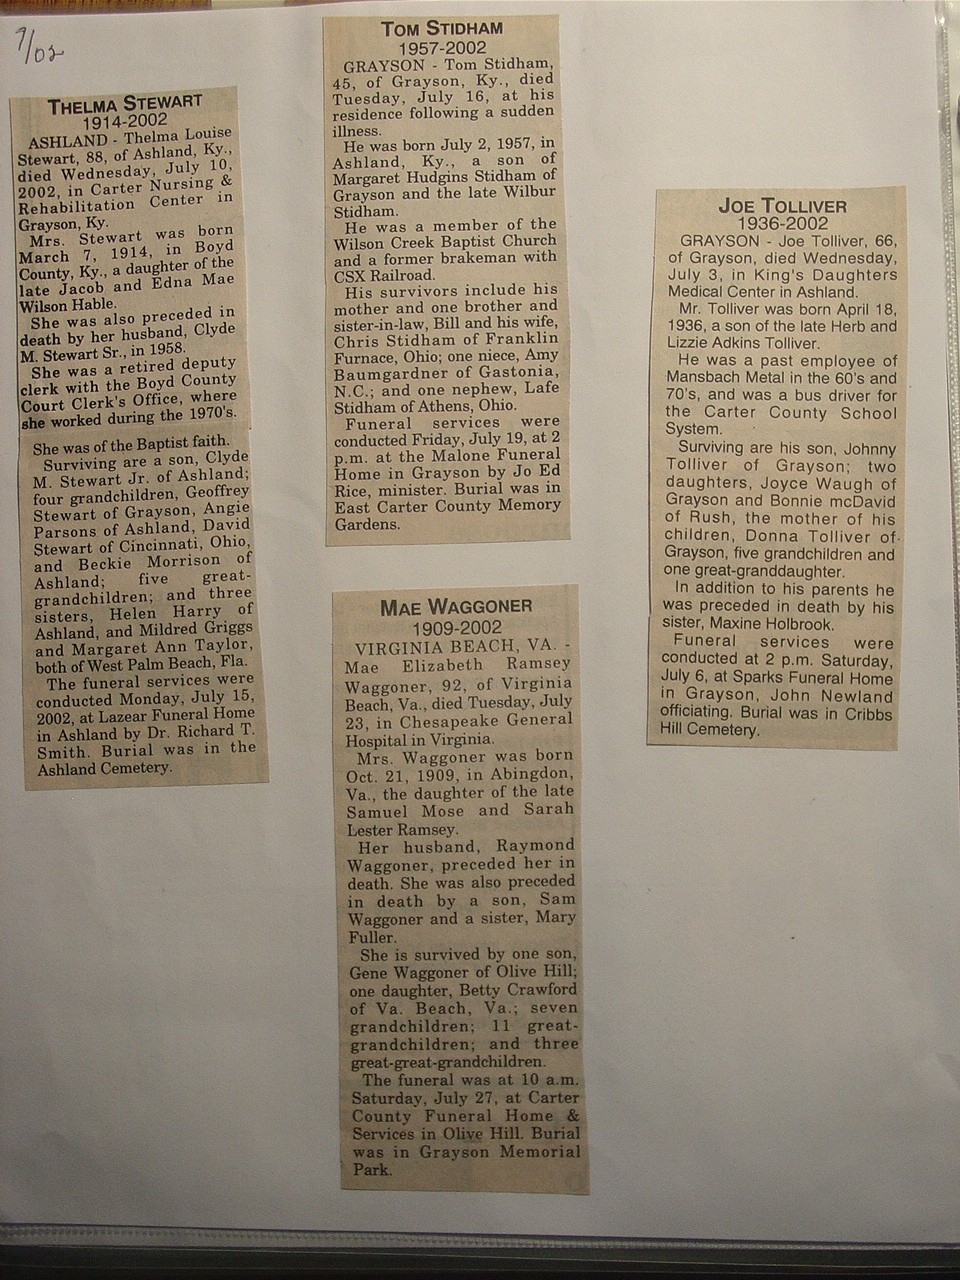 7/02
THELMA STEWART
1914-2002
ASHLAND - Thelma Louise
Stewart, 88, of Ashland, Ky.,
died Wednesday, July 10,
2002, in Carter Nursing &
Rehabilitation Center in
Grayson, Ky.
Mrs. Stewart was born
March 7, 1914, in Boyd
County, Ky., a daughter of the
late Jacob and Edna Mae
Wilson Hable.
She was also preceded in
death by her husband, Clyde
M. Stewart Sr., in 1958.
She was a retired deputy
clerk with the Boyd County
Court Clerk's Office, where
she worked during the 1970's.
She was of the Baptist faith.
Surviving are a son, Clyde
M. Stewart Jr. of Ashland;
four grandchildren, Geoffrey
Stewart of Grayson, Angie
Parsons of Ashland, David
Stewart of Cincinnati, Ohio,
and Beckie Morrison of
Ashland; five great-
grandchildren; and three
sisters, Helen Harry of
Ashland, and Mildred Griggs
and Margaret Ann Taylor,
both of West Palm Beach, Fla.
The funeral services were
conducted Monday, July 15,
2002, at Lazear Funeral Home
in Ashland by Dr. Richard T.
Smith. Burial was in the
Ashland Cemetery.
TOM STIDHAM
1957-2002
GRAYSON - Tom Stidham,
45, of Grayson, Ky., died
Tuesday, July 16, at his
residence following a sudden
illness.
He was born July 2, 1957, in
Ashland, Ky., a son of
Margaret Hudgins Stidham of
Grayson and the late Wilbur
Stidham.
He was a member of the
Wilson Creek Baptist Church
and a former brakeman with
CSX Railroad.
His survivors include his
mother and one brother and
sister-in-law, Bill and his wife,
Chris Stidham of Franklin
Furnace, Ohio; one niece, Amy
Baumgardner of Gastonia,
N.C.; and one nephew, Lafe
Stidham of Athens, Ohio.
Funeral services were
conducted Friday, July 19, at 2
p.m. at the Malone Funeral
Home in Grayson by Jo Ed
Rice, minister. Burial was in
East Carter County Memory
Gardens.
MAE WAGGONER
1909-2002
VIRGINIA BEACH, VA. -
Mae Elizabeth Ramsey
Waggoner, 92, of Virginia
Beach, Va., died Tuesday, July
23, in Chesapeake General
Hospital in Virginia.
Mrs. Waggoner was born
Oct. 21, 1909, in Abingdon,
Va., the daughter of the late
Samuel Mose and Sarah
Lester Ramsey.
Her husband, Raymond
Waggoner, preceded her in
death. She was also preceded
in death by a son, Sam
Waggoner and a sister, Mary
Fuller.
She is survived by one son,
Gene Waggoner of Olive Hill;
one daughter, Betty Crawford
of Va. Beach, Va.; seven
grandchildren; 11 great-
grandchildren; and three
great-great-grandchildren.
The funeral was at 10 a.m.
Saturday, July 27, at Carter
County Funeral Home &
Services in Olive Hill. Burial
was in Grayson Memorial
Park.
JOE TOLLIVER
1936-2002
GRAYSON - Joe Tolliver, 66,
of Grayson, died Wednesday,
July 3, in King's Daughters
Medical Center in Ashland.
Mr. Tolliver was born April 18,
1936, a son of the late Herb and
Lizzie Adkins Tolliver.
He was a past employee of
Mansbach Metal in the 60's and
70's, and was a bus driver for
the Carter County School
System.
Surviving are his son, Johnny
Tolliver of Grayson; two
daughters, Joyce Waugh of
Grayson and Bonnie mcDavid
of Rush, the mother of his
children, Donna Tolliver of
Grayson, five grandchildren and
one great-granddaughter.
In addition to his parents he
was preceded in death by his
sister, Maxine Holbrook.
Funeral services were
conducted at 2 p.m. Saturday,
July 6, at Sparks Funeral Home
in Grayson, John Newland
officiating. Burial was in Cribbs
Hill Cemetery.